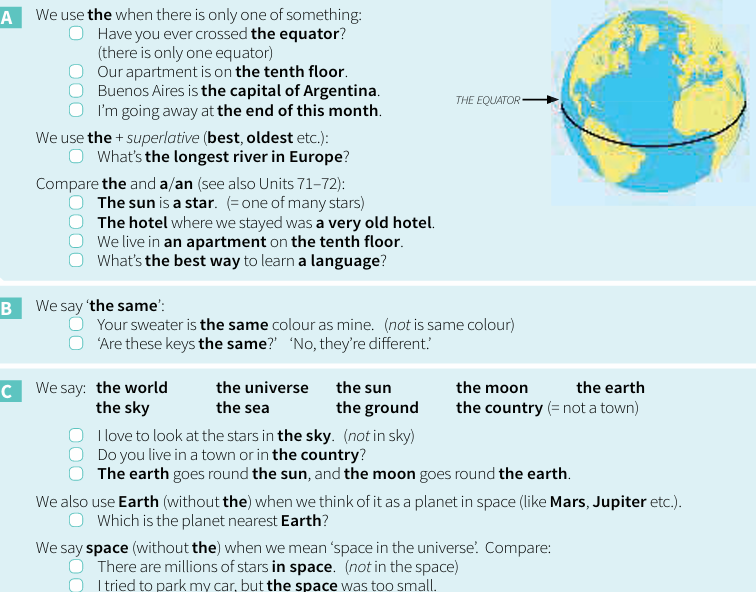 A
We use the when there is only one of something:
Have you ever crossed the equator?
(there is only one equator)
Our apartment is on the tenth floor.
Buenos Aires is the capital of Argentina.
I'm going away at the end of this month.
THE EQUATOR
We use the + superlative (best, oldest etc.):
What's the longest river in Europe?
Compare the and a/an (see also Units 71–72):
The sun is a star. (= one of many stars)
The hotel where we stayed was a very old hotel.
We live in an apartment on the tenth floor.
What's the best way to learn a language?
B
We say ‘the same’:
Your sweater is the same colour as mine. (not is same colour)
‘Are these keys the same?’ ‘No, they're different.’
C
We say: the world the universe the sun the moon the earth
the sky the sea the ground the country (= not a town)
I love to look at the stars in the sky. (not in sky)
Do you live in a town or in the country?
The earth goes round the sun, and the moon goes round the earth.
We also use Earth (without the) when we think of it as a planet in space (like Mars, Jupiter etc.).
Which is the planet nearest Earth?
We say space (without the) when we mean ‘space in the universe’. Compare:
There are millions of stars in space. (not in the space)
I tried to park my car, but the space was too small.